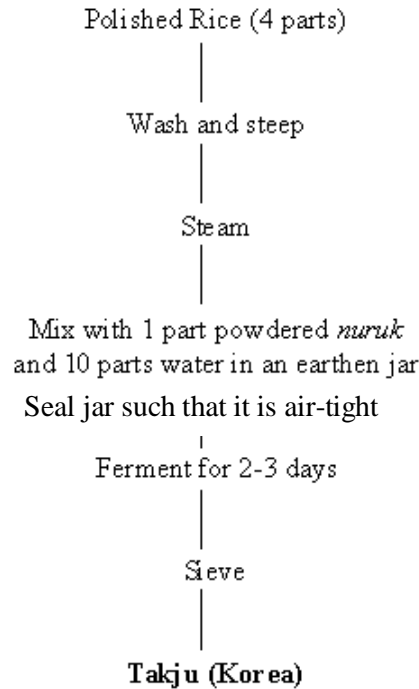 Polished Rice (4 parts)
Wash and steep
Steam
Mix with 1 part powdered nuruk
and 10 parts water in an earthen jar
Seal jar such that it is air-tight
Ferment for 2-3 days
Sieve
Takju (Korea)